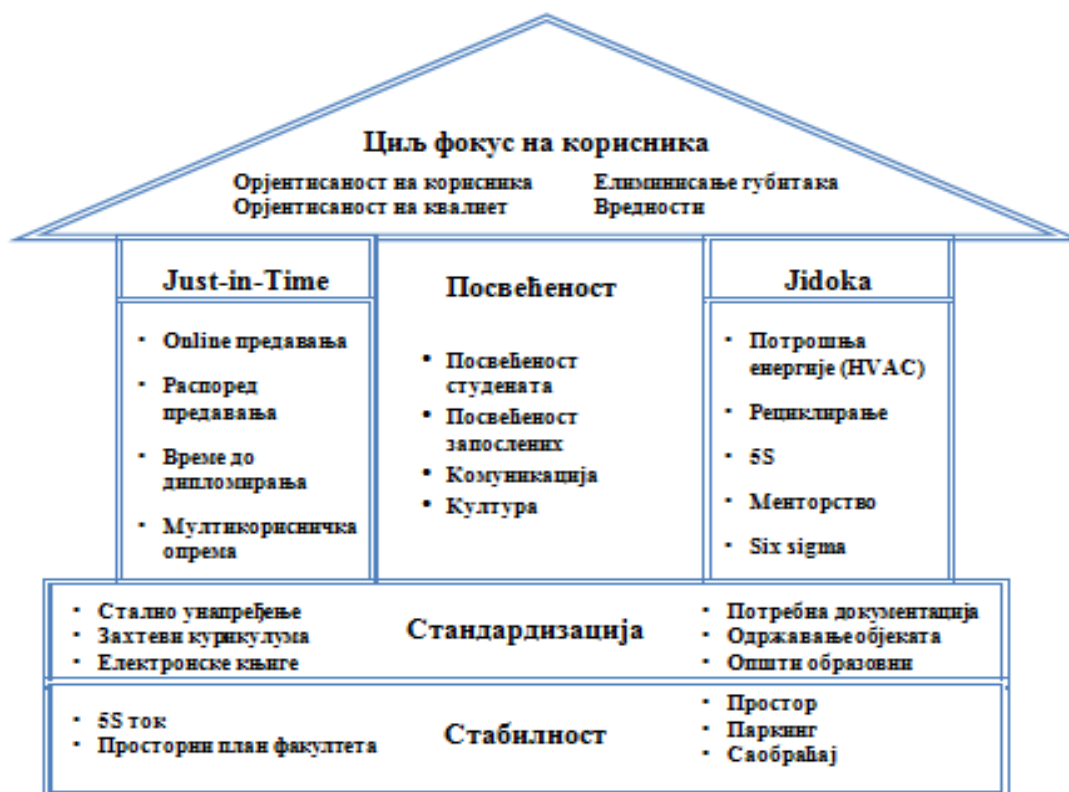 Циљ фокус на корисника
Орјентисаност на корисника
Орјентисаност на квалиет
Елиминисање губитака
Вредности
Just-in-Time
• Online предавања
• Распоред
предавања
• Време до
дипломирања
• Мултикорисничка
опрема
Посвећеност
• Посвећеност
студената
• Посвећеност
запослених
• Комуникација
• Култура
Jidoka
• Потрошња
енергије (HVAC)
• Рециклирање
• 5S
• Менторство
• Six sigma
• Стално унапређење
• Захтеви курикулума
• Електронске књиге
Стандардизација
• Потребна документација
• Одржавање објеката
• Општи образовни
• 5S ток
• Просторни план факултета
Стабилност
• Простор
• Паркинг
• Саобраћај